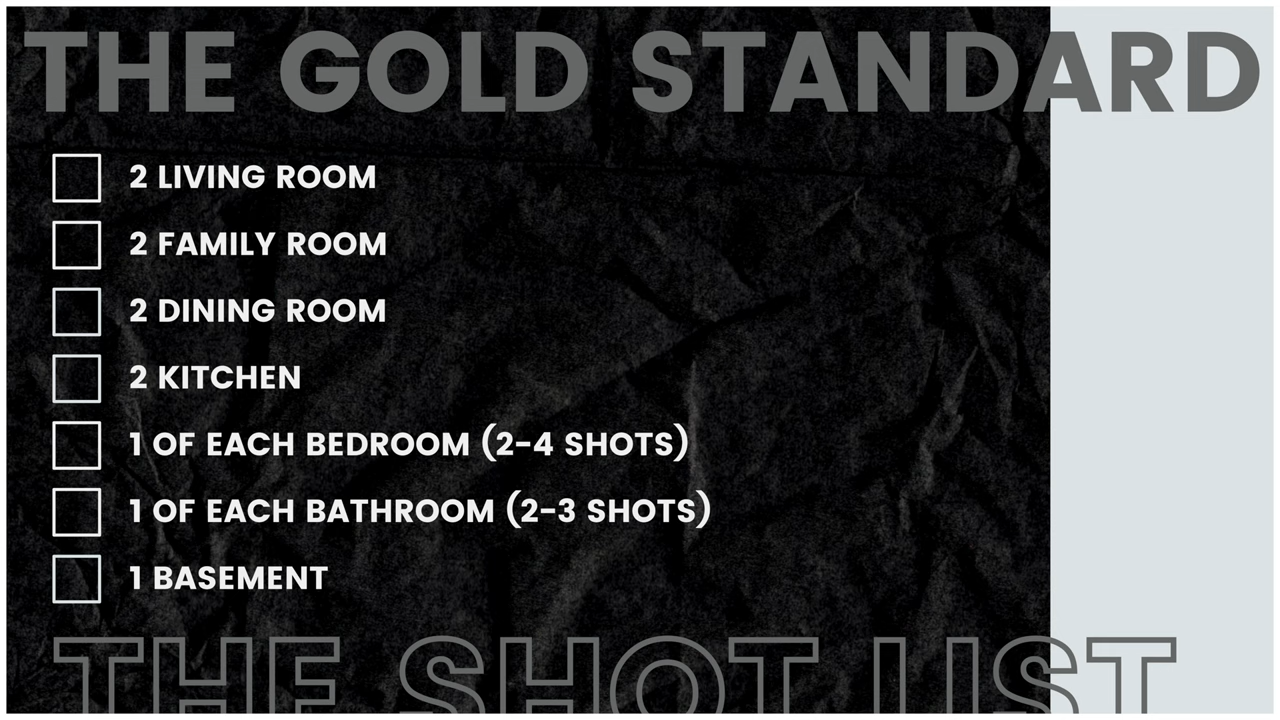 THE GOLD STANDARD
2 LIVING ROOM
2 FAMILY ROOM
2 DINING ROOM
2 KITCHEN
1 OF EACH BEDROOM (2-4 SHOTS)
1 OF EACH BATHROOM (2-3 SHOTS)
1 BASEMENT
THE SHOT LIST